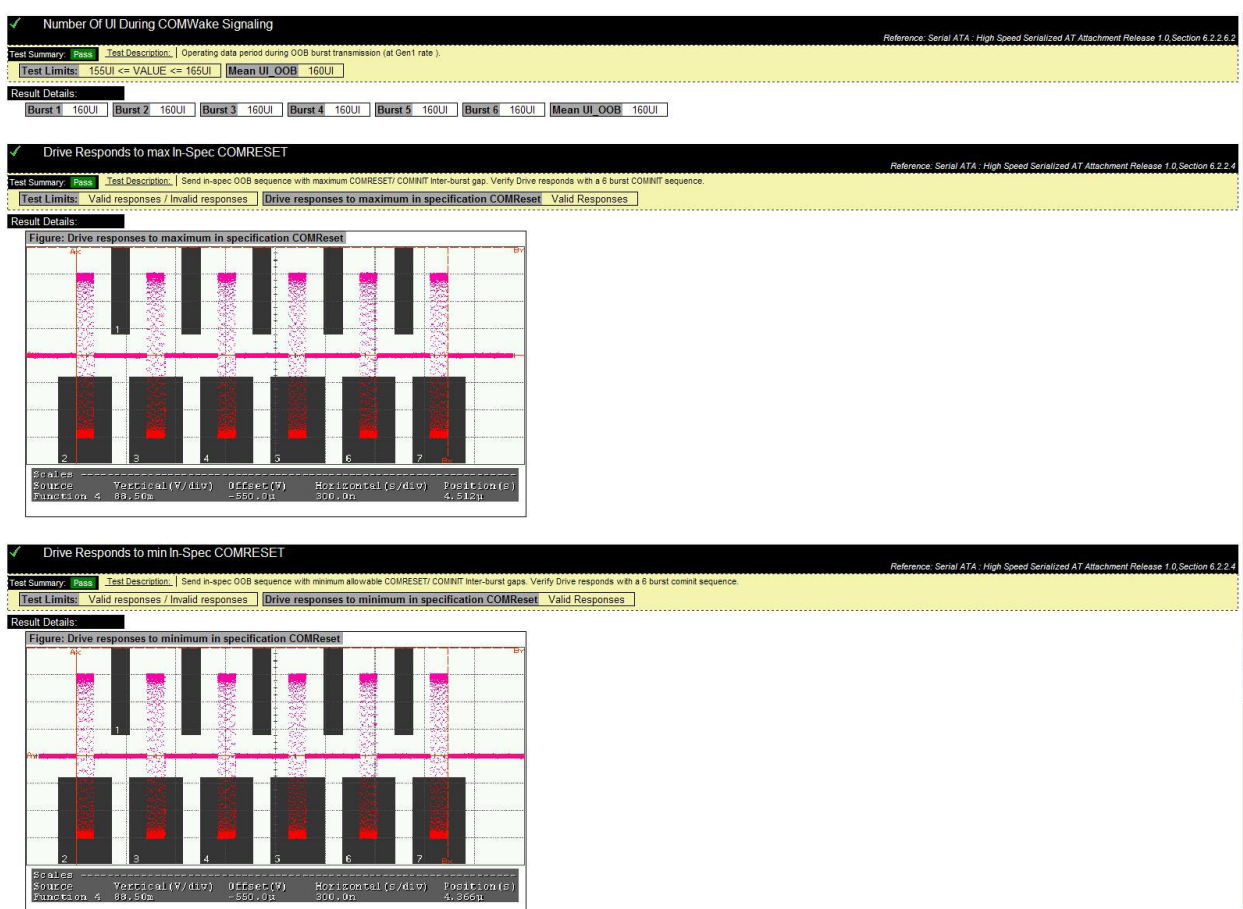 ✓ Number Of UI During COMWake Signaling
Reference: Serial ATA : High Speed Serialized AT Attachment Release 1.0,Section 6.2.2.6.2
Test Summary: Pass Test Description: Operating data period during OOB burst transmission (at Gen1 rate ).
Test Limits: 155UI <= VALUE <= 165UI Mean UI_OOB 160UI
Result Details:
Burst 1 160UI Burst 2 160UI Burst 3 160UI Burst 4 160UI Burst 5 160UI Burst 6 160UI Mean UI_OOB 160UI
✓ Drive Responds to max In-Spec COMRESET
Reference: Serial ATA : High Speed Serialized AT Attachment Release 1.0,Section 6.2.2.4
Test Summary: Pass Test Description: Send in-spec OOB sequence with maximum COMRESET/ COMINIT Inter-burst gap. Verify Drive responds with a 6 burst COMINIT sequence.
Test Limits: Valid responses / Invalid responses Drive responses to maximum in specification COMReset Valid Responses
Result Details:
Figure: Drive responses to maximum in specification COMReset
Ax By
1
2 3 4 5 6 7 Bx
Scales
Source Vertical(V/div) Offset(V) Horizontal(s/div) Position(s)
Function 4 88.50m -550.0µ 300.0n 4.512µ
✓ Drive Responds to min In-Spec COMRESET
Reference: Serial ATA : High Speed Serialized AT Attachment Release 1.0,Section 6.2.2.4
Test Summary: Pass Test Description: Send in-spec OOB sequence with minimum allowable COMRESET/ COMINIT Inter-burst gaps. Verify Drive responds with a 6 burst cominit sequence.
Test Limits: Valid responses / Invalid responses Drive responses to minimum in specification COMReset Valid Responses
Result Details:
Figure: Drive responses to minimum in specification COMReset
Ax By
1
Ay
2 3 4 5 6 7 Bx
Scales
Source Vertical(V/div) Offset(V) Horizontal(s/div) Position(s)
Function 4 88.50m -550.0µ 300.0n 4.366µ